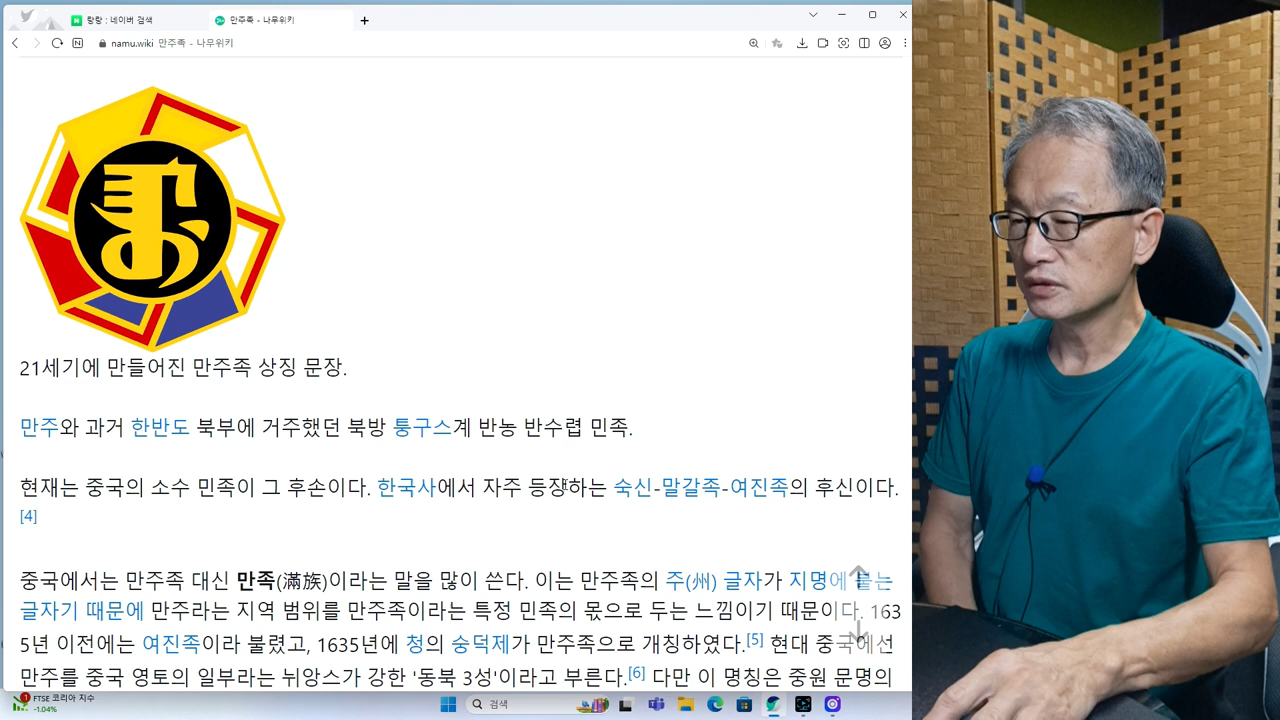 랑랑 : 네이버 검색
만주족 - 나무위키
namu.wiki 만주족 - 나무위키
21세기에 만들어진 만주족 상징 문장.
만주와 과거 한반도 북부에 거주했던 북방 퉁구스계 반농 반수렵 민족.
현재는 중국의 소수 민족이 그 후손이다. 한국사에서 자주 등장하는 숙신-말갈족-여진족의 후신이다.
[4]
중국에서는 만주족 대신 만족(滿族)이라는 말을 많이 쓴다. 이는 만주족의 주(州) 글자가 지명에 붙는
글자기 때문에 만주라는 지역 범위를 만주족이라는 특정 민족의 몫으로 두는 느낌이기 때문이다. 163
5년 이전에는 여진족이라 불렸고, 1635년에 청의 숭덕제가 만주족으로 개칭하였다.[5] 현대 중국에선
만주를 중국 영토의 일부라는 뉘앙스가 강한 '동북 3성'이라고 부른다.[6] 다만 이 명칭은 중원 문명의
1
FTSE 코리아 지수
-1.04%
검색